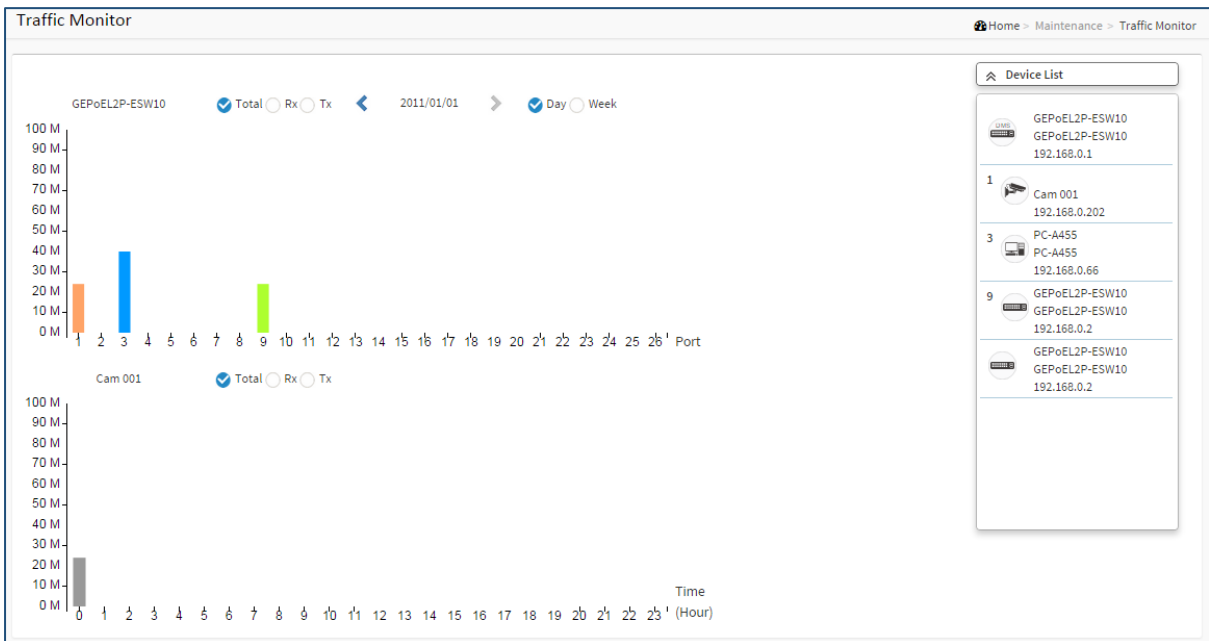 Traffic Monitor
Home > Maintenance > Traffic Monitor
Device List
GEPoEL2P-ESW10 Total Rx Tx 2011/01/01 Day Week
100 M
90 M
80 M
70 M
60 M
50 M
40 M
30 M
20 M
10 M
0 M
1 2 3 4 5 6 7 8 9 10 11 12 13 14 15 16 17 18 19 20 21 22 23 24 25 26 Port
Cam 001 Total Rx Tx
100 M
90 M
80 M
70 M
60 M
50 M
40 M
30 M
20 M
10 M
0 M
0 1 2 3 4 5 6 7 8 9 10 11 12 13 14 15 16 17 18 19 20 21 22 23
Time
(Hour)
DMS
GEPoEL2P-ESW10
GEPoEL2P-ESW10
192.168.0.1
1
Cam 001
192.168.0.202
3
PC-A455
PC-A455
192.168.0.66
9
GEPoEL2P-ESW10
GEPoEL2P-ESW10
192.168.0.2
GEPoEL2P-ESW10
GEPoEL2P-ESW10
192.168.0.2